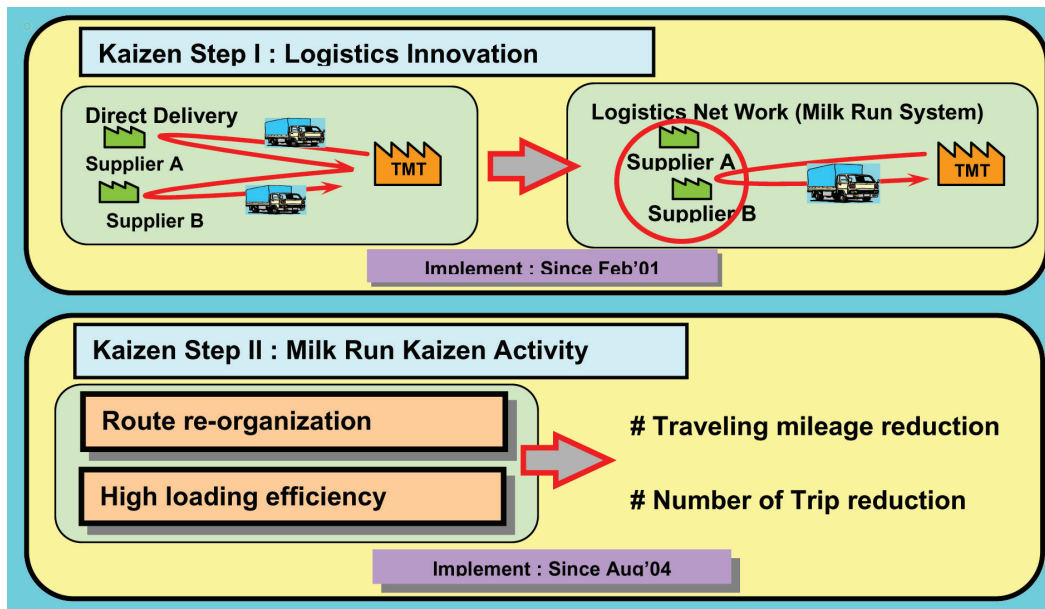 Kaizen Step I : Logistics Innovation
Direct Delivery
Supplier A
Supplier B
TMT
Logistics Net Work (Milk Run System)
Supplier A
Supplier B
TMT
Implement : Since Feb'01
Kaizen Step II : Milk Run Kaizen Activity
Route re-organization
High loading efficiency
# Traveling mileage reduction
# Number of Trip reduction
Implement : Since Aug'04